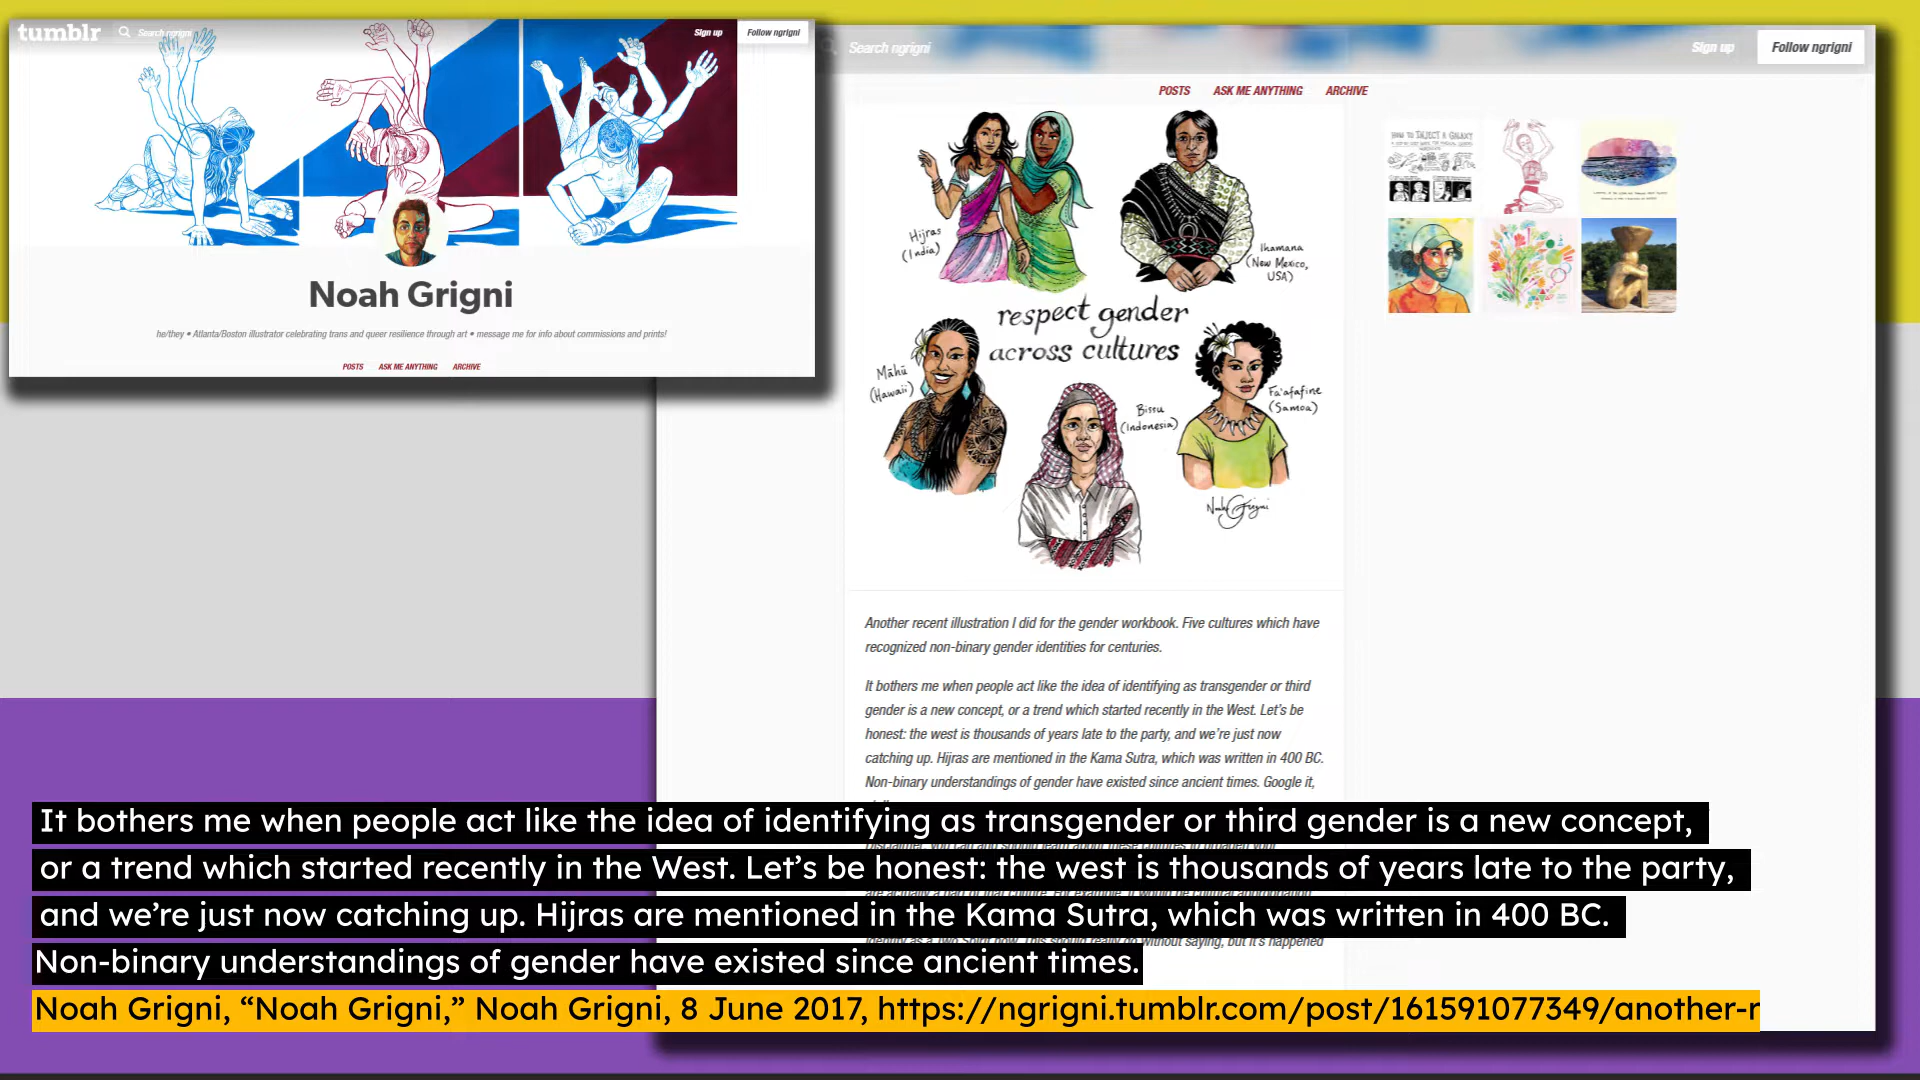 tumblr
Search ngrigni
Sign up
Follow ngrigni
Noah Grigni
he/they • Atlanta/Boston illustrator celebrating trans and queer resilience through art • message me for info about commissions and prints!
POSTS ASK ME ANYTHING ARCHIVE
Search ngrigni
Sign up
Follow ngrigni
POSTS ASK ME ANYTHING ARCHIVE
Hijras
(India)
Ihamana
(New Mexico,
USA)
respect gender
across cultures
Māhū
(Hawaii)
Bissu
(Indonesia)
Fa'afafine
(Samoa)
Noah Grigni
HOW TO INJECT A GALAXY
Another recent illustration I did for the gender workbook. Five cultures which have
recognized non-binary gender identities for centuries.
It bothers me when people act like the idea of identifying as transgender or third
gender is a new concept, or a trend which started recently in the West. Let's be
honest: the west is thousands of years late to the party, and we're just now
catching up. Hijras are mentioned in the Kama Sutra, which was written in 400 BC.
Non-binary understandings of gender have existed since ancient times. Google it,
It bothers me when people act like the idea of identifying as transgender or third gender is a new concept,
or a trend which started recently in the West. Let’s be honest: the west is thousands of years late to the party,
and we’re just now catching up. Hijras are mentioned in the Kama Sutra, which was written in 400 BC.
without saying, but it's happened
Non-binary understandings of gender have existed since ancient times.
Noah Grigni, “Noah Grigni,” Noah Grigni, 8 June 2017, https://ngrigni.tumblr.com/post/161591077349/another-r